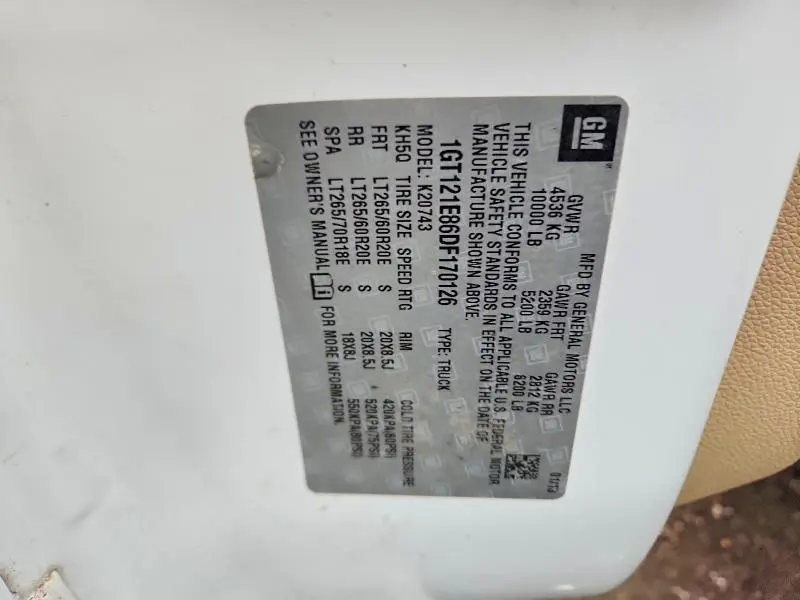 GM
MFD BY GENERAL MOTORS LLC 01/13
GVWR GAWR FRT GAWR RR
4536 KG 2359 KG 2812 KG
10000 LB 5200 LB 6200 LB
THIS VEHICLE CONFORMS TO ALL APPLICABLE U.S. FEDERAL MOTOR
VEHICLE SAFETY STANDARDS IN EFFECT ON THE DATE OF
MANUFACTURE SHOWN ABOVE.
1GT121E86DF170126 TYPE: TRUCK
MODEL: K20743
KH5Q TIRE SIZE SPEED RTG RIM COLD TIRE PRESSURE
FRT LT265/60R20E S 20X8.5J 420KPA(60PSI)
RR LT265/60R20E S 20X8.5J 520KPA(75PSI)
SPA LT265/70R18E S 18X8J 550KPA(80PSI)
SEE OWNER'S MANUAL FOR MORE INFORMATION.